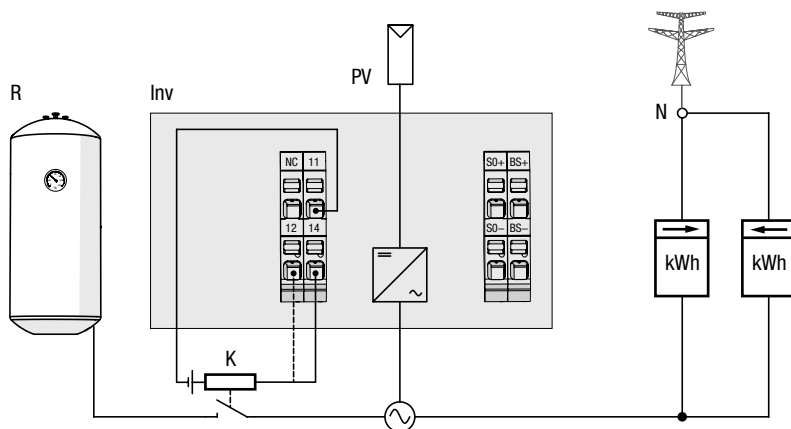 PV
R
Inv
N
NC 11
S0+ BS+
12 14
S0– BS–
kWh
kWh
K